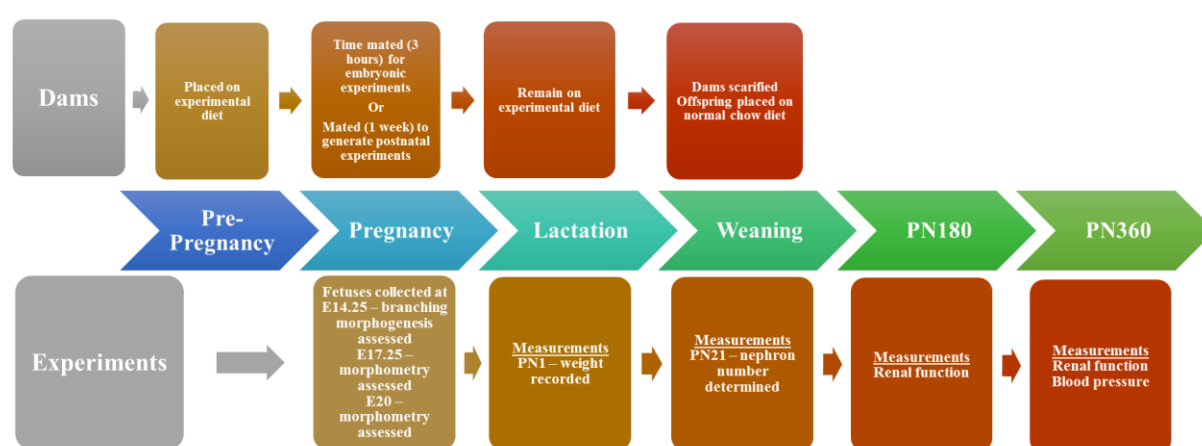 Dams
Placed on
experimental
diet
Time mated (3
hours) for
embryonic
experiments
Or
Mated (1 week) to
generate postnatal
experiments
Remain on
experimental diet
Dams scarified
Offspring placed on
normal chow diet
Pre-
Pregnancy
Pregnancy
Lactation
Weaning
PN180
PN360
Experiments
Fetuses collected at
E14.25 – branching
morphogenesis
assessed
E17.25 –
morphometry
assessed
E20 –
morphometry
assessed
Measurements
PN1 – weight
recorded
Measurements
PN21 – nephron
number
determined
Measurements
Renal function
Measurements
Renal function
Blood pressure